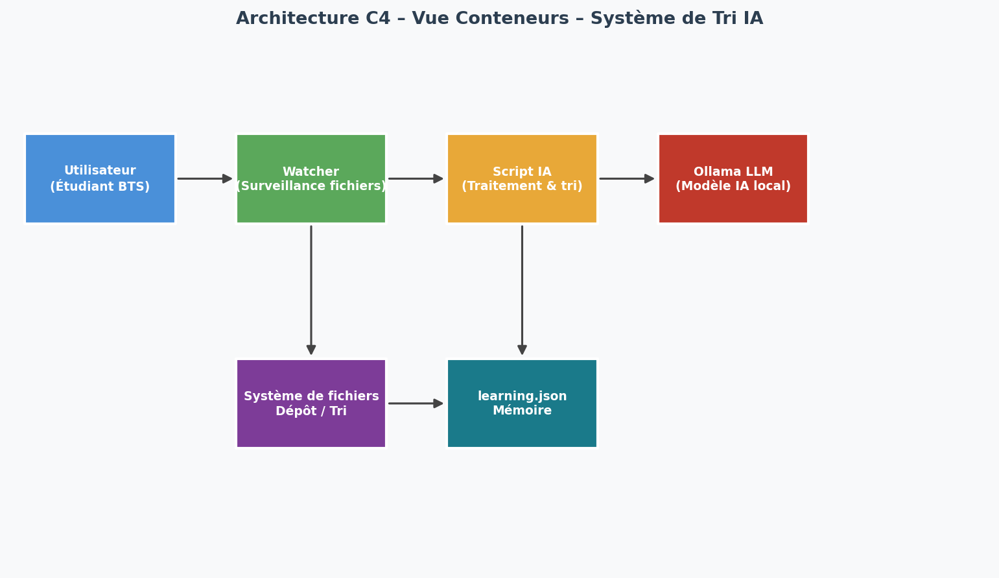 Architecture C4 – Vue Conteneurs – Système de Tri IA
Utilisateur
(Étudiant BTS)
Watcher
(Surveillance fichiers)
Script IA
(Traitement & tri)
Ollama LLM
(Modèle IA local)
Système de fichiers
Dépôt / Tri
learning.json
Mémoire